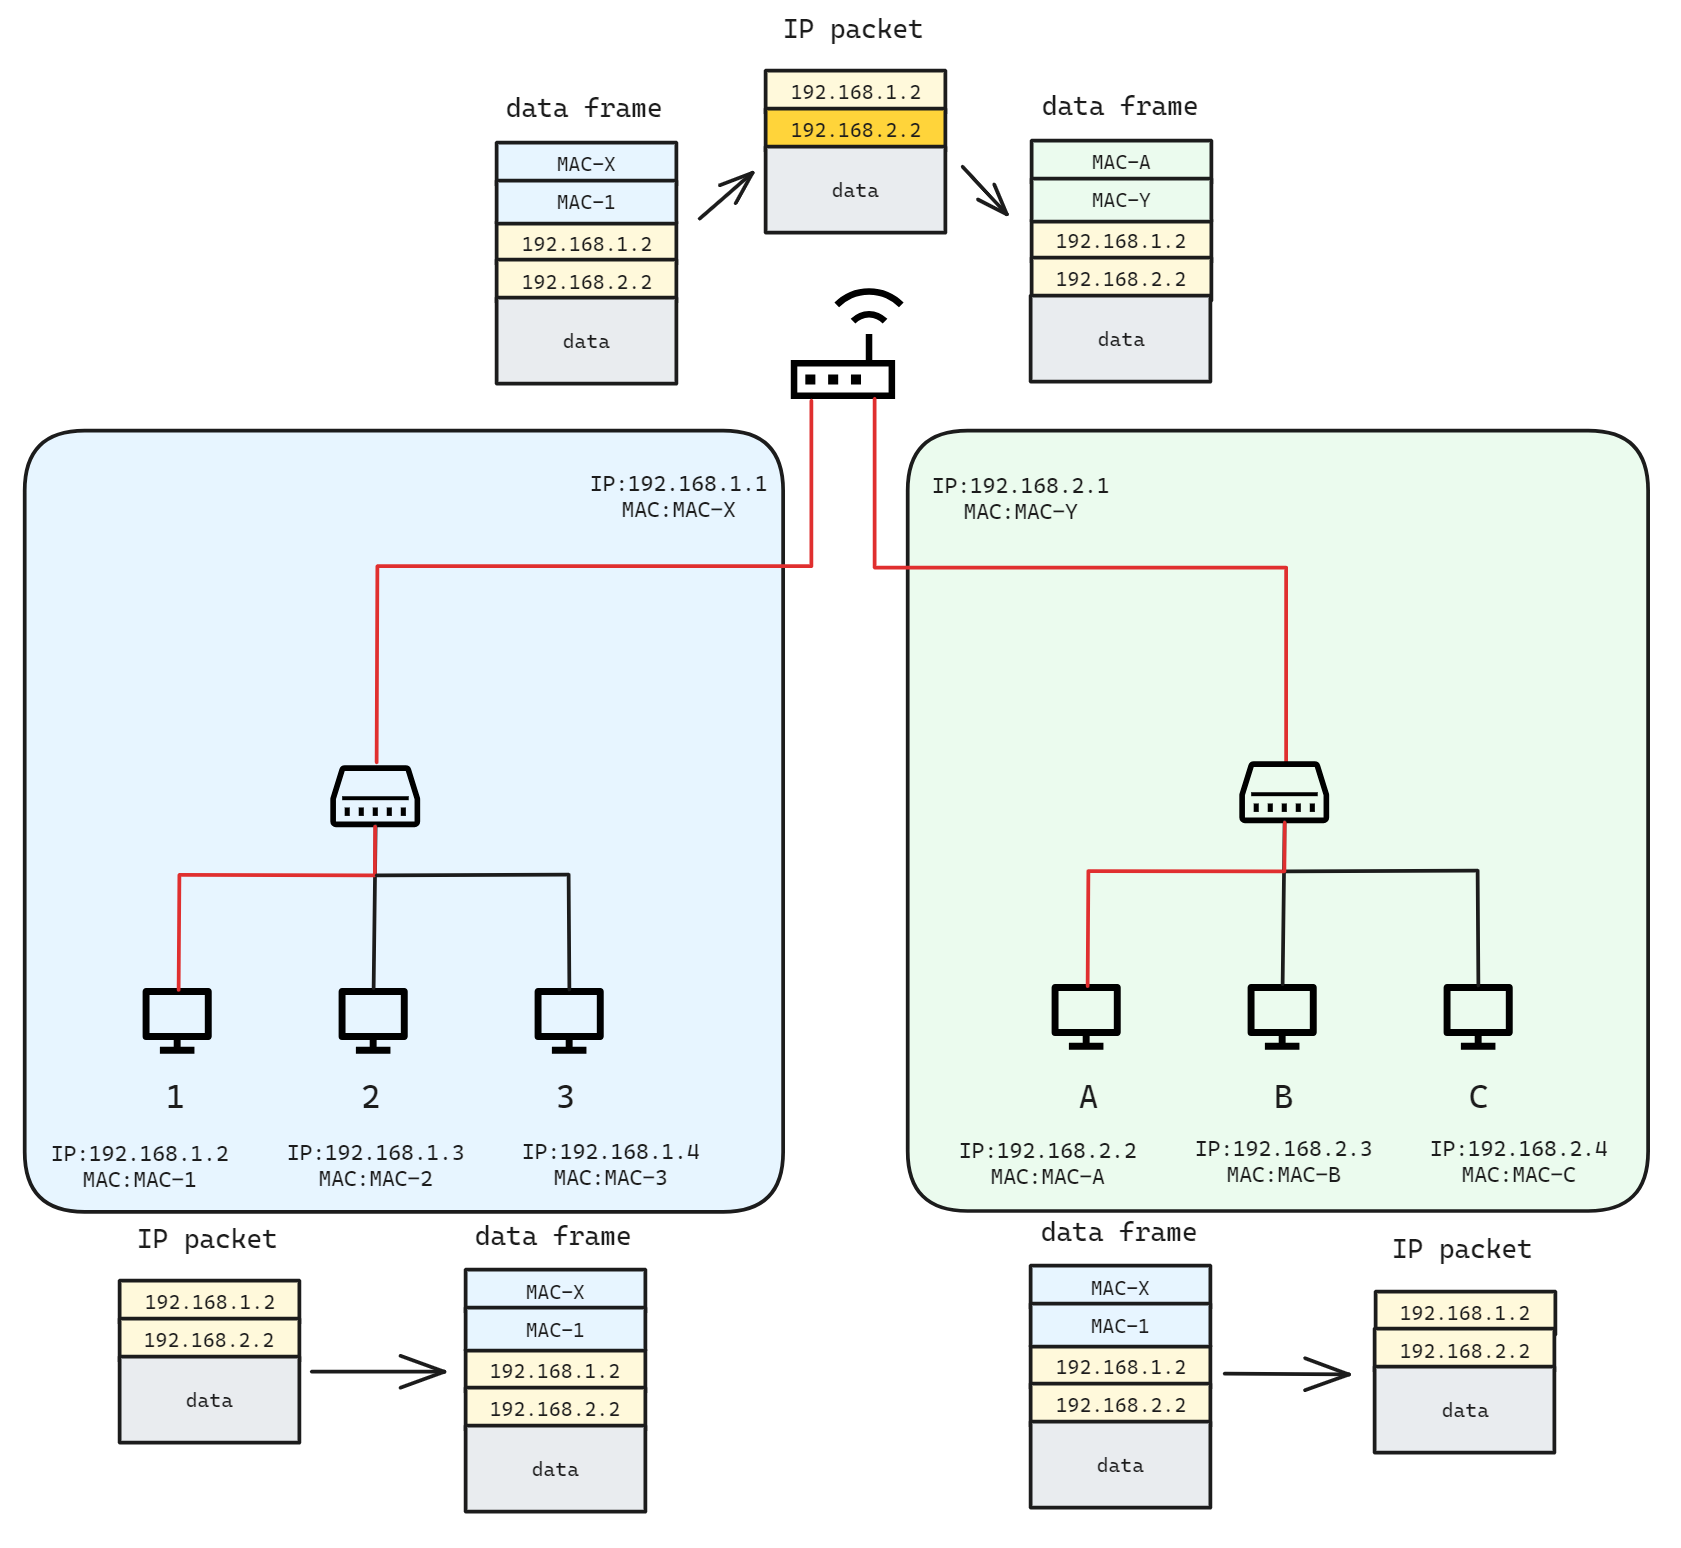 IP packet
192.168.1.2
192.168.2.2
data
data frame
MAC-X
MAC-1
192.168.1.2
192.168.2.2
data
data frame
MAC-A
MAC-Y
192.168.1.2
192.168.2.2
data
IP:192.168.1.1
MAC:MAC-X
IP:192.168.2.1
MAC:MAC-Y
1
2
3
IP:192.168.1.2
MAC:MAC-1
IP:192.168.1.3
MAC:MAC-2
IP:192.168.1.4
MAC:MAC-3
A
B
C
IP:192.168.2.2
MAC:MAC-A
IP:192.168.2.3
MAC:MAC-B
IP:192.168.2.4
MAC:MAC-C
IP packet
192.168.1.2
192.168.2.2
data
data frame
MAC-X
MAC-1
192.168.1.2
192.168.2.2
data
data frame
MAC-X
MAC-1
192.168.1.2
192.168.2.2
data
IP packet
192.168.1.2
192.168.2.2
data